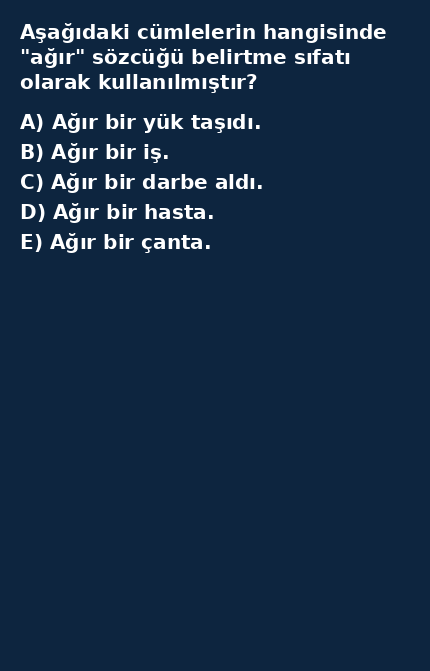 Aşağıdaki cümlelerin hangisinde
"ağır" sözcüğü belirtme sıfatı
olarak kullanılmıştır?
A) Ağır bir yük taşıdı.
B) Ağır bir iş.
C) Ağır bir darbe aldı.
D) Ağır bir hasta.
E) Ağır bir çanta.